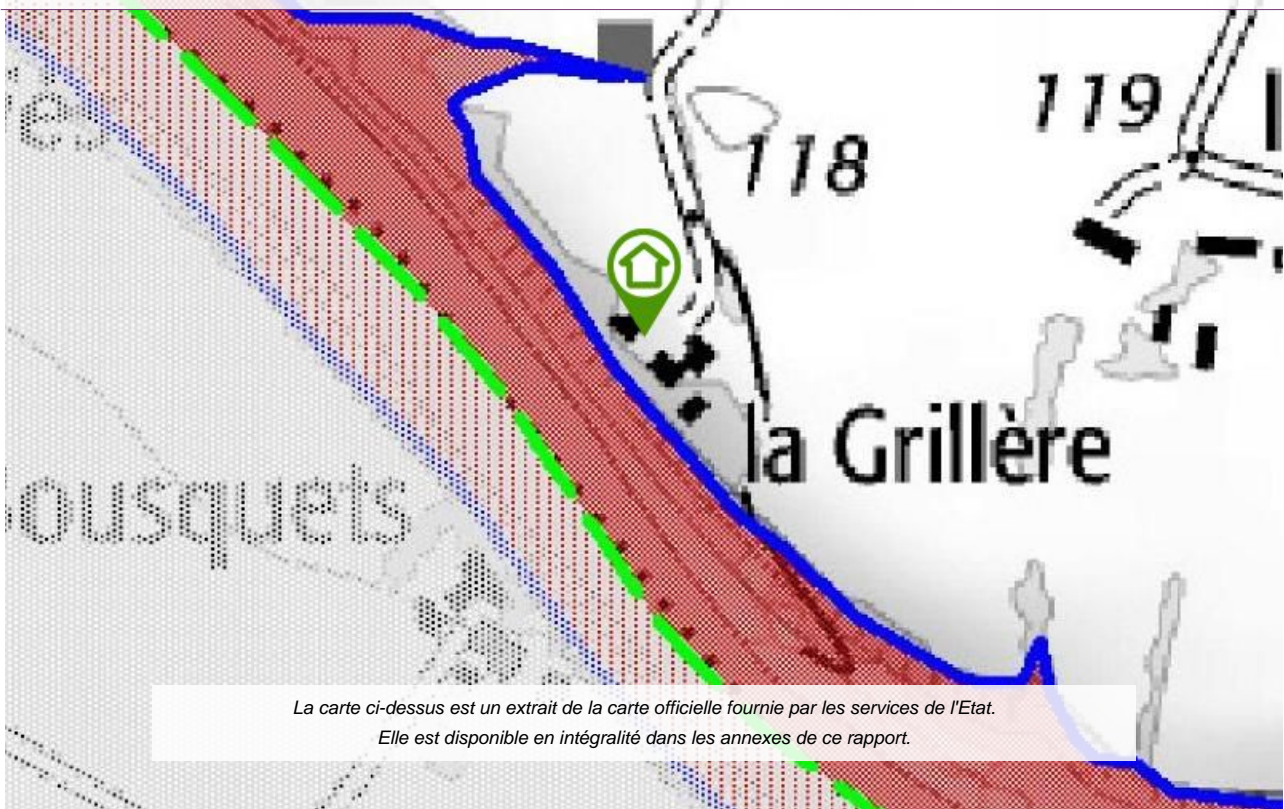 119
118
la Grillère
ousquets
La carte ci-dessus est un extrait de la carte officielle fournie par les services de l'Etat.
Elle est disponible en intégralité dans les annexes de ce rapport.